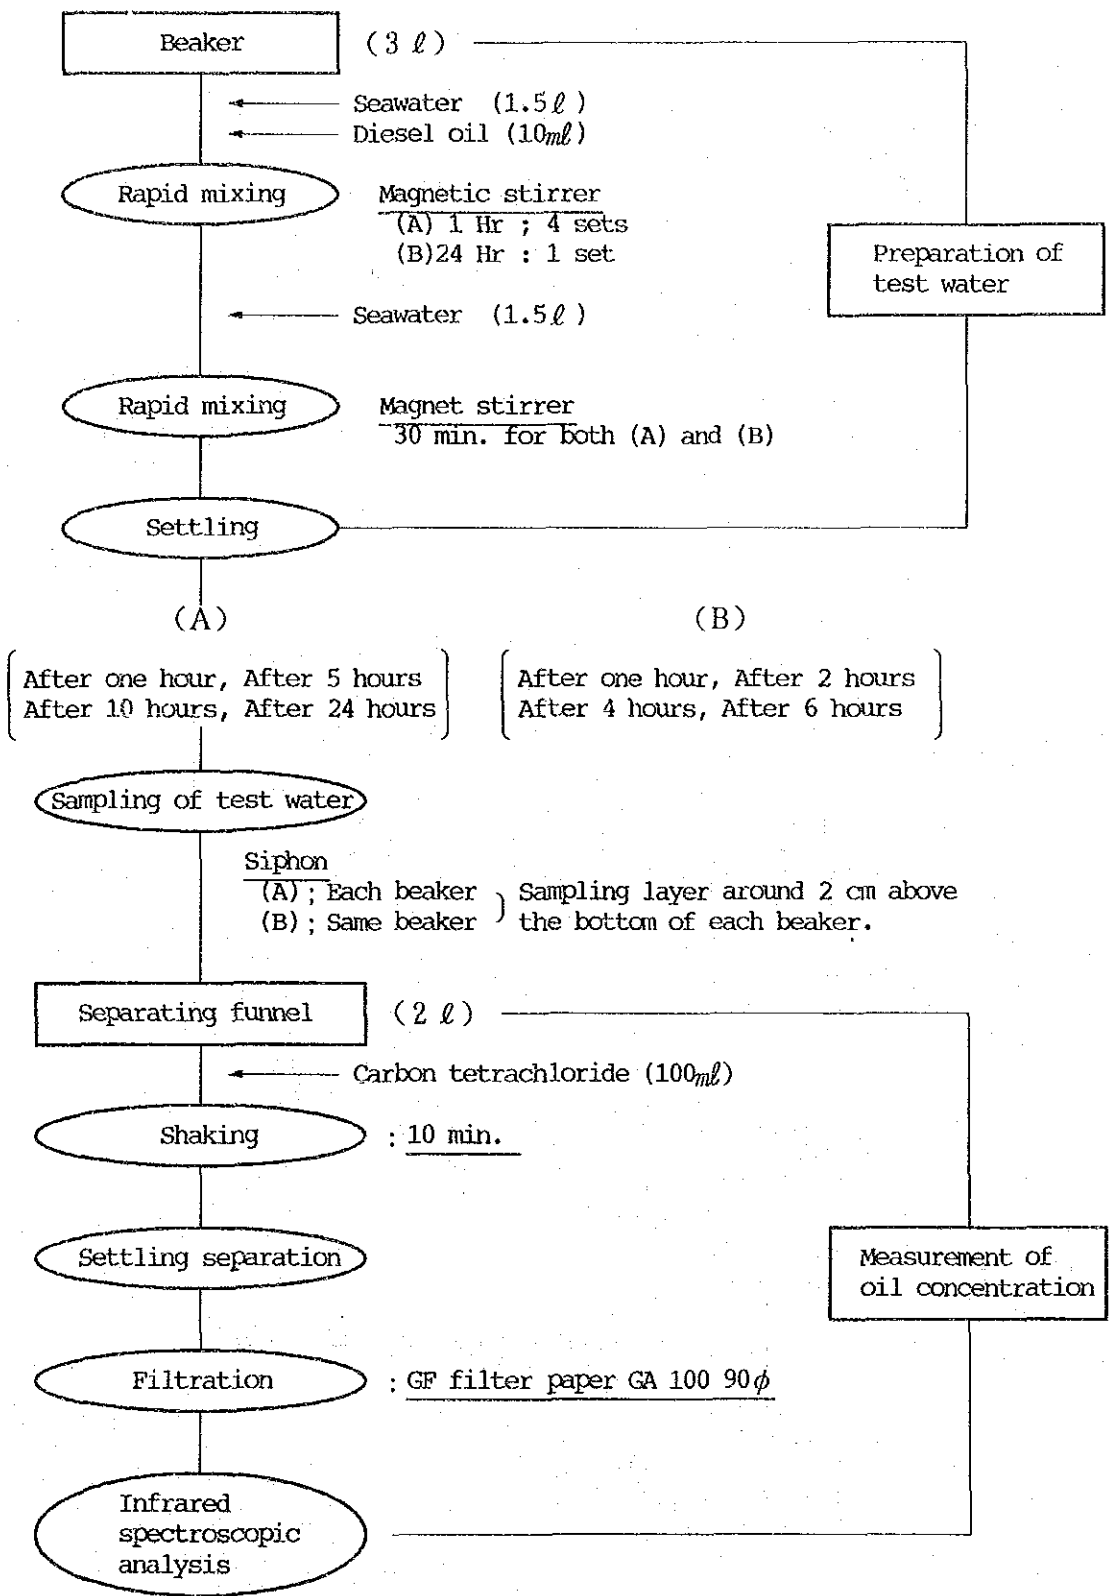 Beaker (3 ℓ)
Seawater (1.5ℓ)
Diesel oil (10mℓ)
Rapid mixing Magnetic stirrer
(A) 1 Hr ; 4 sets
(B)24 Hr : 1 set
Preparation of
test water
Seawater (1.5ℓ)
Rapid mixing Magnet stirrer
30 min. for both (A) and (B)
Settling
(A) (B)
After one hour, After 5 hours
After 10 hours, After 24 hours
After one hour, After 2 hours
After 4 hours, After 6 hours
Sampling of test water
Siphon
(A) ; Each beaker } Sampling layer around 2 cm above
(B) ; Same beaker the bottom of each beaker.
Separating funnel (2 ℓ)
Carbon tetrachloride (100mℓ)
Shaking : 10 min.
Settling separation
Measurement of
oil concentration
Filtration : GF filter paper GA 100 90ϕ
Infrared
spectroscopic
analysis